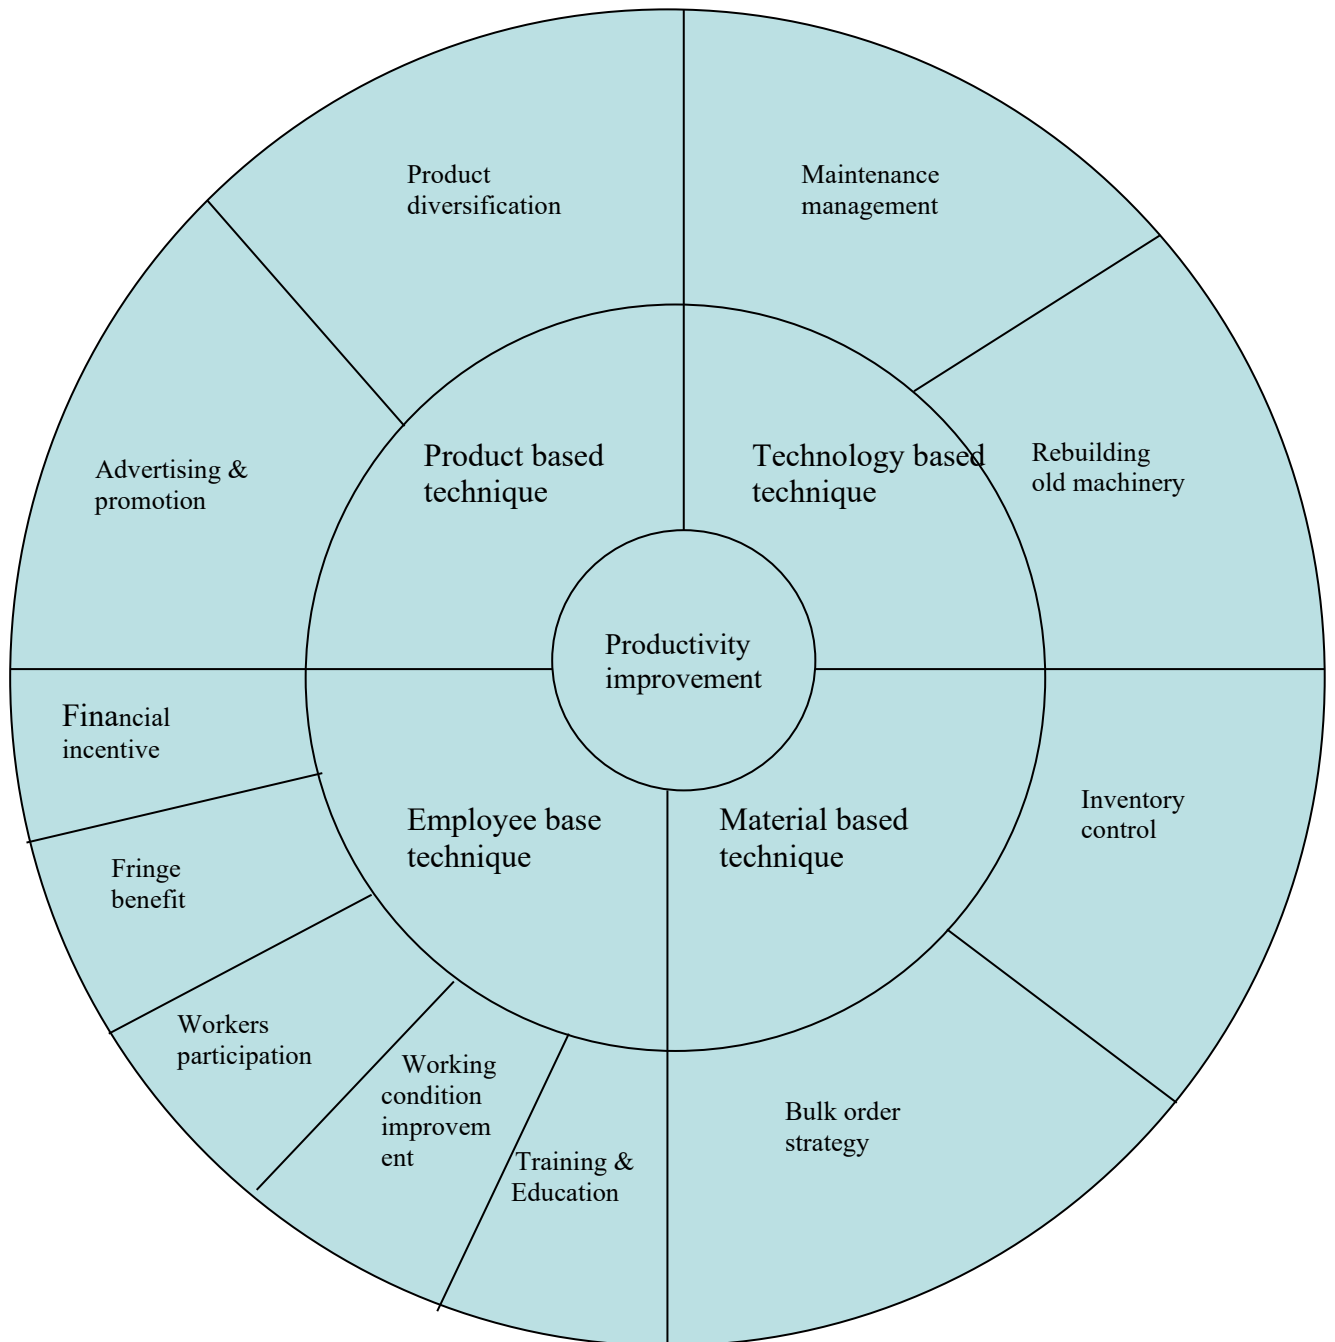 Product
diversification
Maintenance
management
Advertising &
promotion
Product based
technique
Technology based
technique
Rebuilding
old machinery
Productivity
improvement
Financial
incentive
Employee base
technique
Material based
technique
Inventory
control
Fringe
benefit
Workers
participation
Working
condition
improvem
ent
Training &
Education
Bulk order
strategy